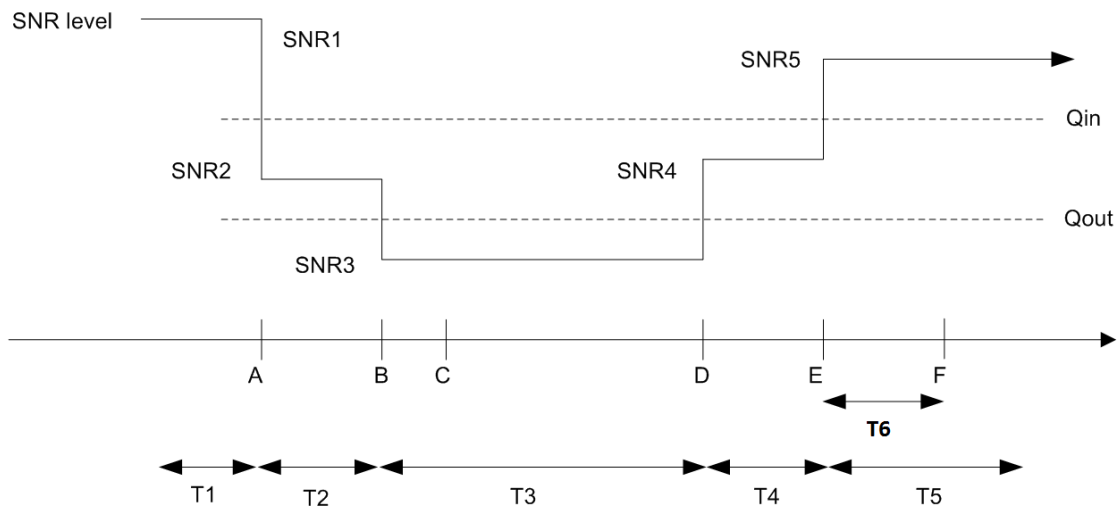 SNR level
SNR1
SNR5
Qin
SNR2
SNR4
Qout
SNR3
A B C D E F
T6
T1 T2 T3 T4 T5